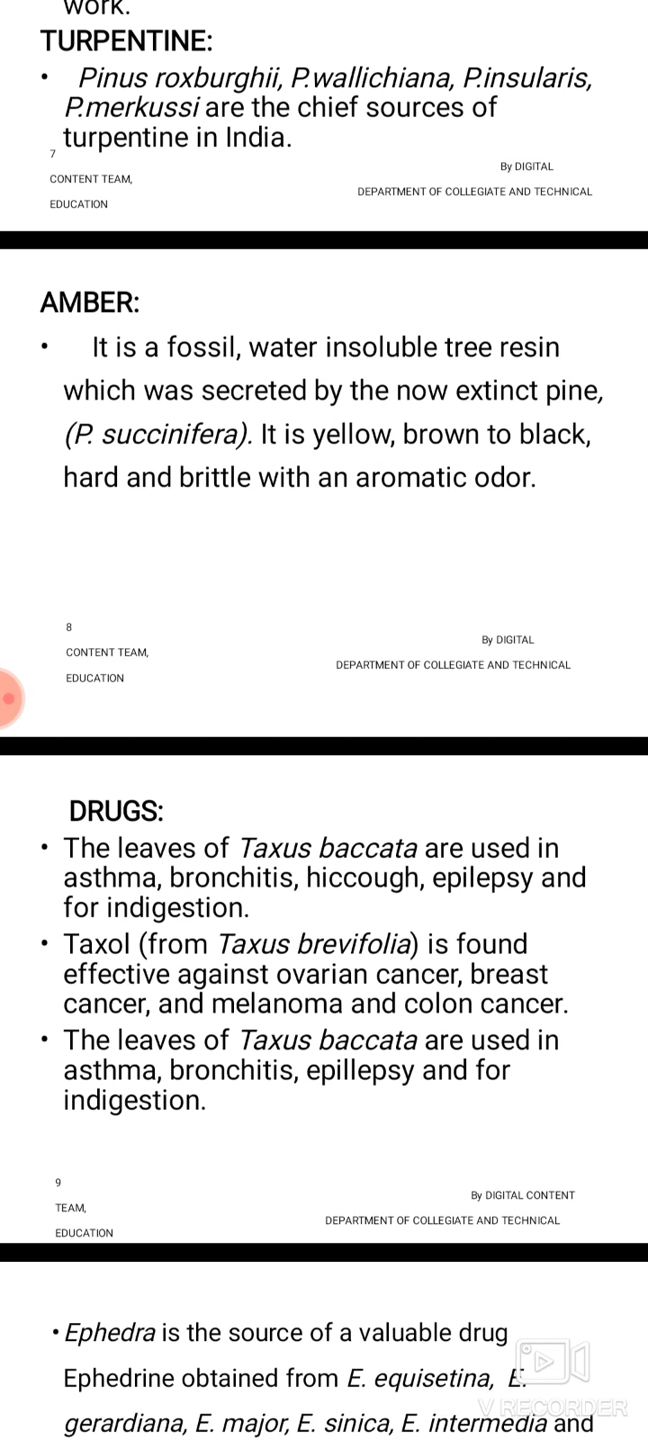 work.
TURPENTINE:
• Pinus roxburghii, P.wallichiana, P.insularis,
P.merkussi are the chief sources of
turpentine in India.
7
By DIGITAL
CONTENT TEAM,
DEPARTMENT OF COLLEGIATE AND TECHNICAL
EDUCATION
AMBER:
• It is a fossil, water insoluble tree resin
which was secreted by the now extinct pine,
(P. succinifera). It is yellow, brown to black,
hard and brittle with an aromatic odor.
8
By DIGITAL
CONTENT TEAM,
DEPARTMENT OF COLLEGIATE AND TECHNICAL
EDUCATION
DRUGS:
• The leaves of Taxus baccata are used in
asthma, bronchitis, hiccough, epilepsy and
for indigestion.
• Taxol (from Taxus brevifolia) is found
effective against ovarian cancer, breast
cancer, and melanoma and colon cancer.
• The leaves of Taxus baccata are used in
asthma, bronchitis, epillepsy and for
indigestion.
9
By DIGITAL CONTENT
TEAM,
DEPARTMENT OF COLLEGIATE AND TECHNICAL
EDUCATION
• Ephedra is the source of a valuable drug
Ephedrine obtained from E. equisetina, E.
V RECORDER
gerardiana, E. major, E. sinica, E. intermedia and